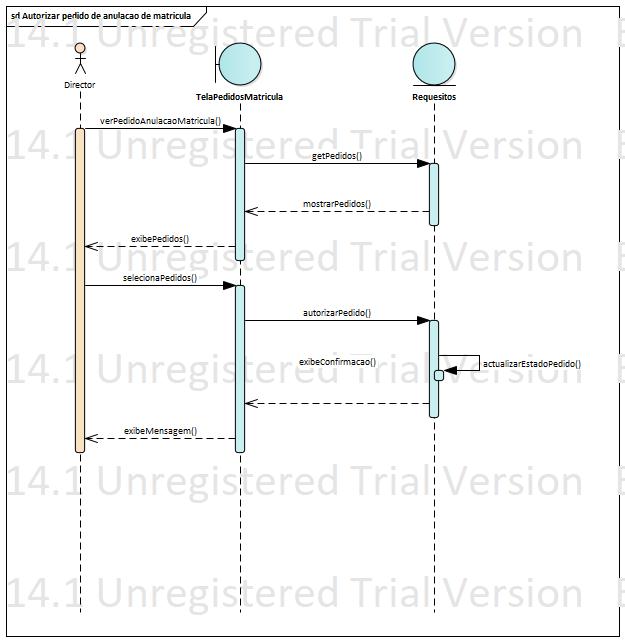 sd Autorizar pedido de anulacao de matricula
14.1 Unregistered Trial Version
Director
TelaPedidosMatricula
Requesitos
verPedidoAnulacaoMatricula()
14.1 Unregistered Trial Version
getPedidos()
mostrarPedidos()
exibePedidos()
14.1 Unregistered Trial Version
selecionaPedidos()
autorizarPedido()
exibeConfirmacao()
actualizarEstadoPedido()
14.1 Unregistered Trial Version
exibeMensagem()
14.1 Unregistered Trial Version
14.1 Unregistered Trial Version